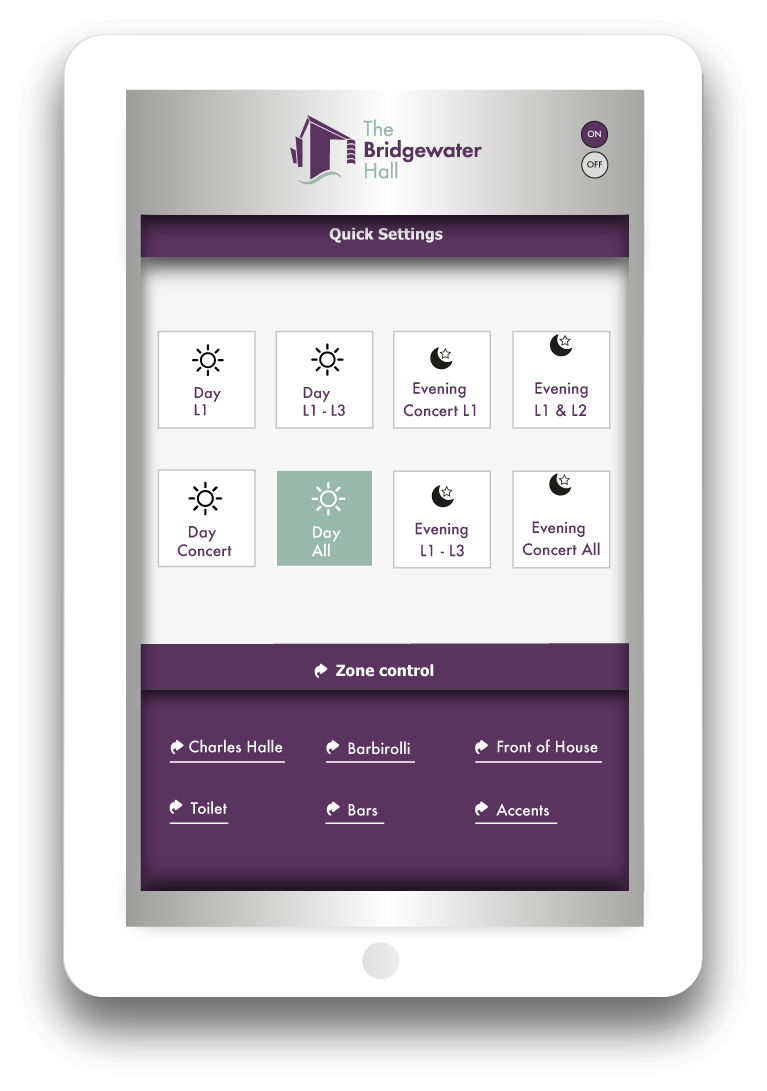 The
Bridgewater
Hall
ON
OFF
Quick Settings
Day
L1
Day
L1 - L3
Evening
Concert L1
Evening
L1 & L2
Day
Concert
Day
All
Evening
L1 - L3
Evening
Concert All
Zone control
Charles Halle
Barbirolli
Front of House
Toilet
Bars
Accents